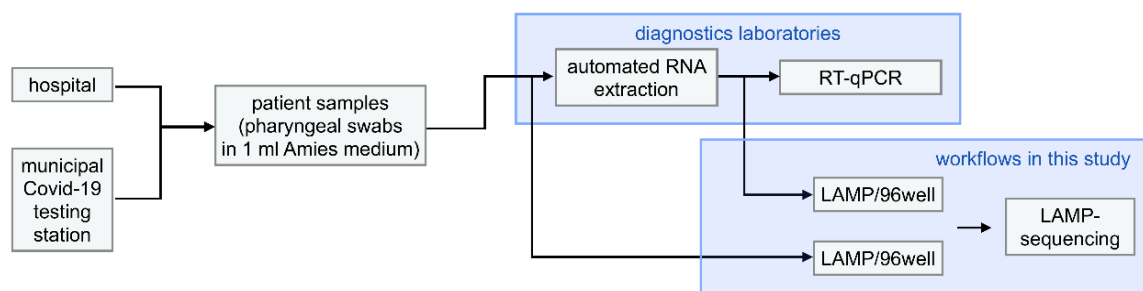 diagnostics laboratories
hospital
municipal
Covid-19
testing
station
patient samples
(pharyngeal swabs
in 1 ml Amies medium)
automated RNA
extraction
RT-qPCR
workflows in this study
LAMP/96well
LAMP/96well
LAMP-
sequencing